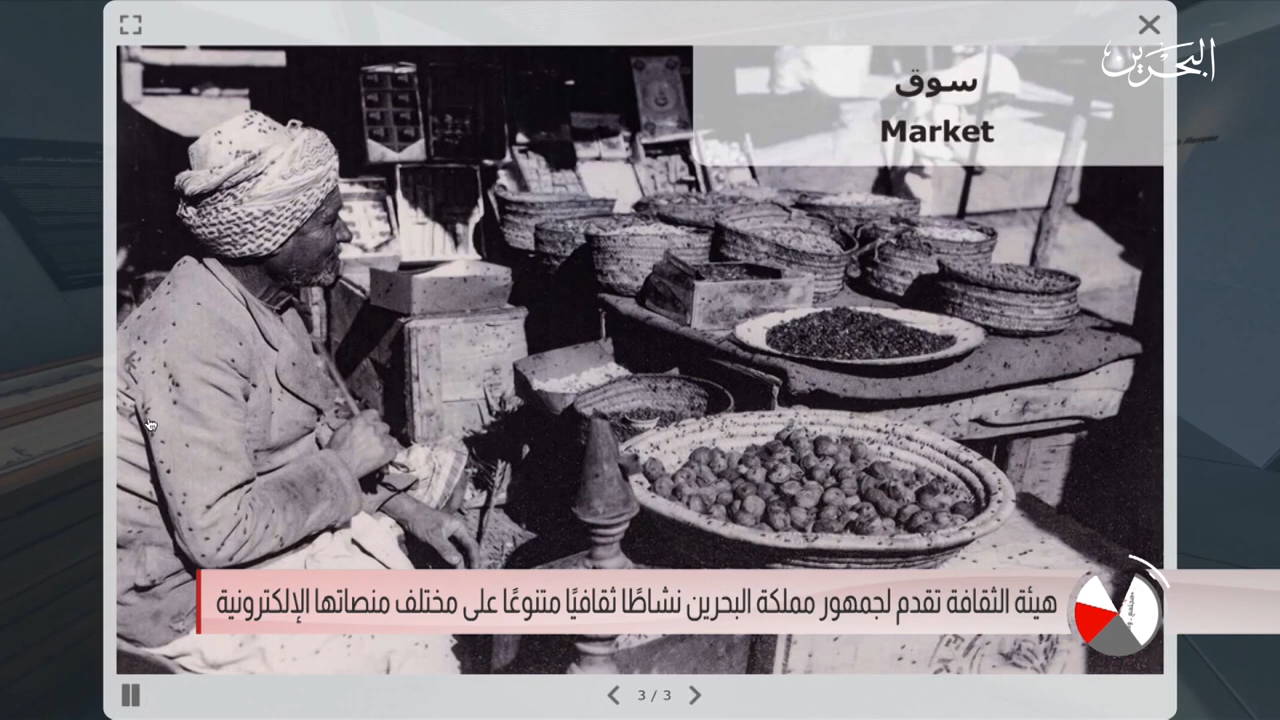 البحرين
سوق
Market
هيئة الثقافة تقدم لجمهور مملكة البحرين نشاطًا ثقافيًا متنوعًا على مختلف منصاتها الإلكترونية
3 / 3